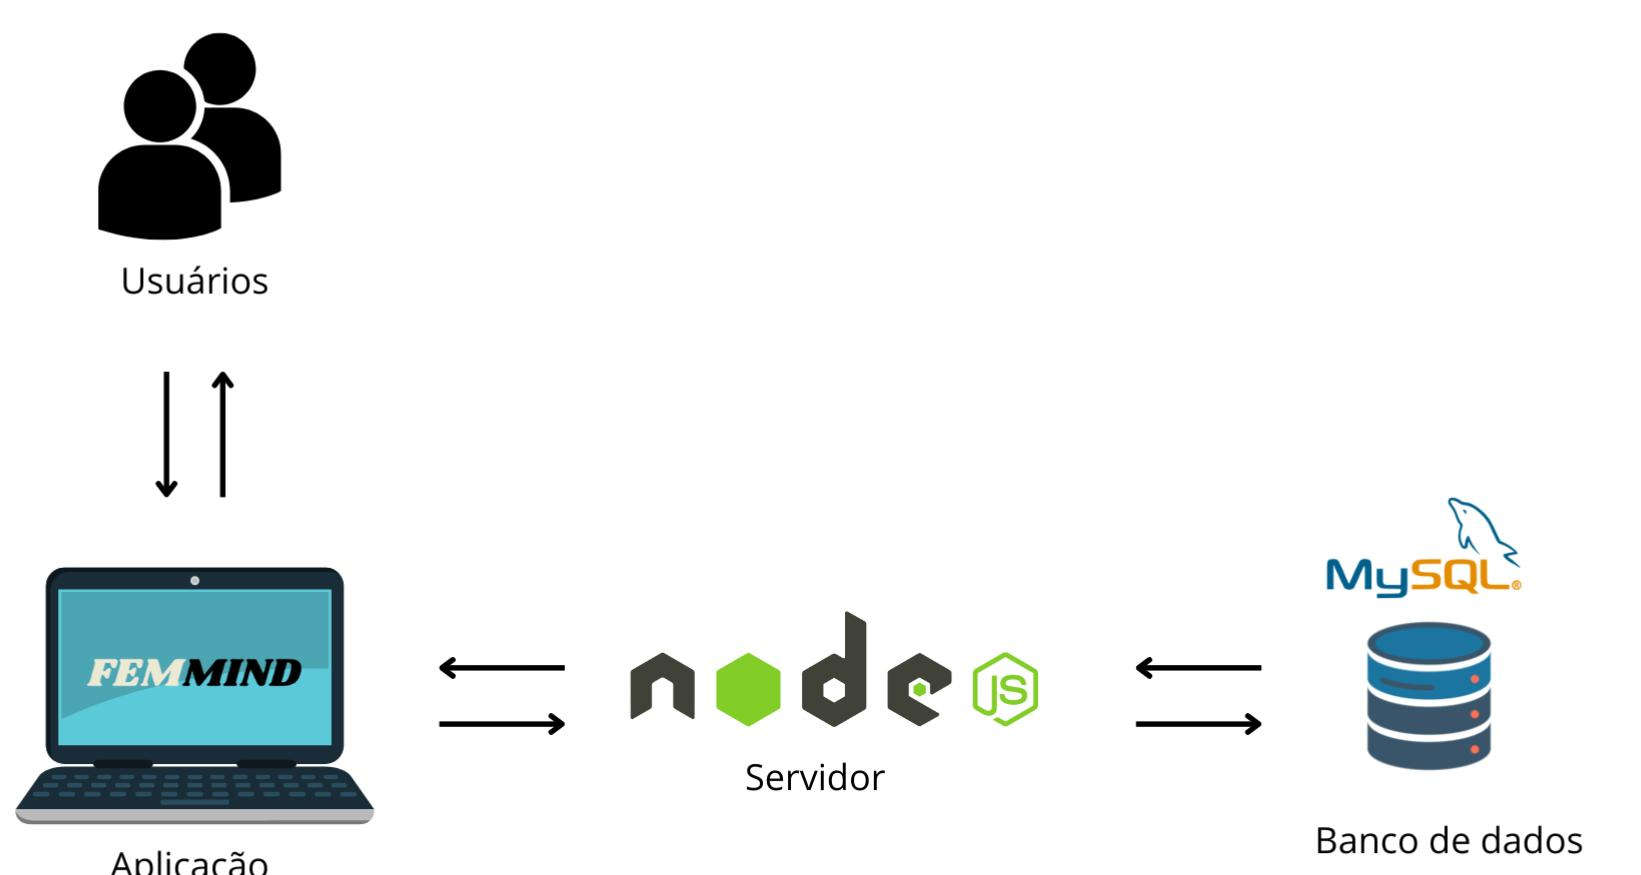 Usuários
FEMMIND
node
JS
Servidor
MySQL®
Banco de dados
Aplicação